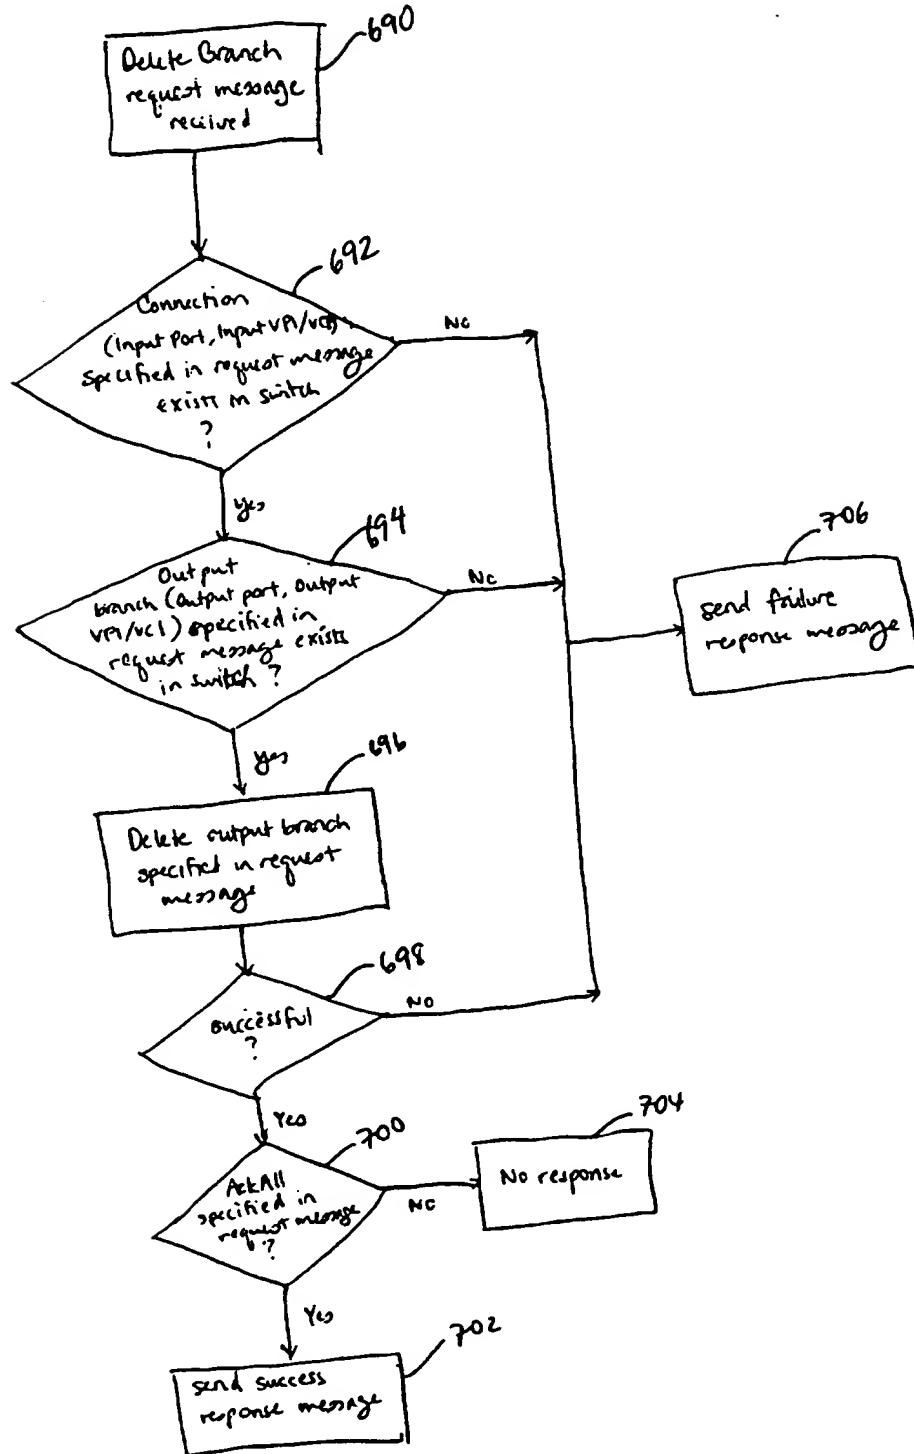 690
Delete Branch
request message
received
692
Connection
(Input Port, Input VPI/VCI)
specified in request message
exists in switch
?
No
Yes
694
Output
branch (Output port, Output
VPI/VCI) specified in
request message exists
in switch ?
No
706
send failure
response message
Yes
696
Delete output branch
specified in request
message
698
successful
?
No
Yes
700
AckAll
specified in
request message
?
No
704
No response
Yes
702
send success
response message